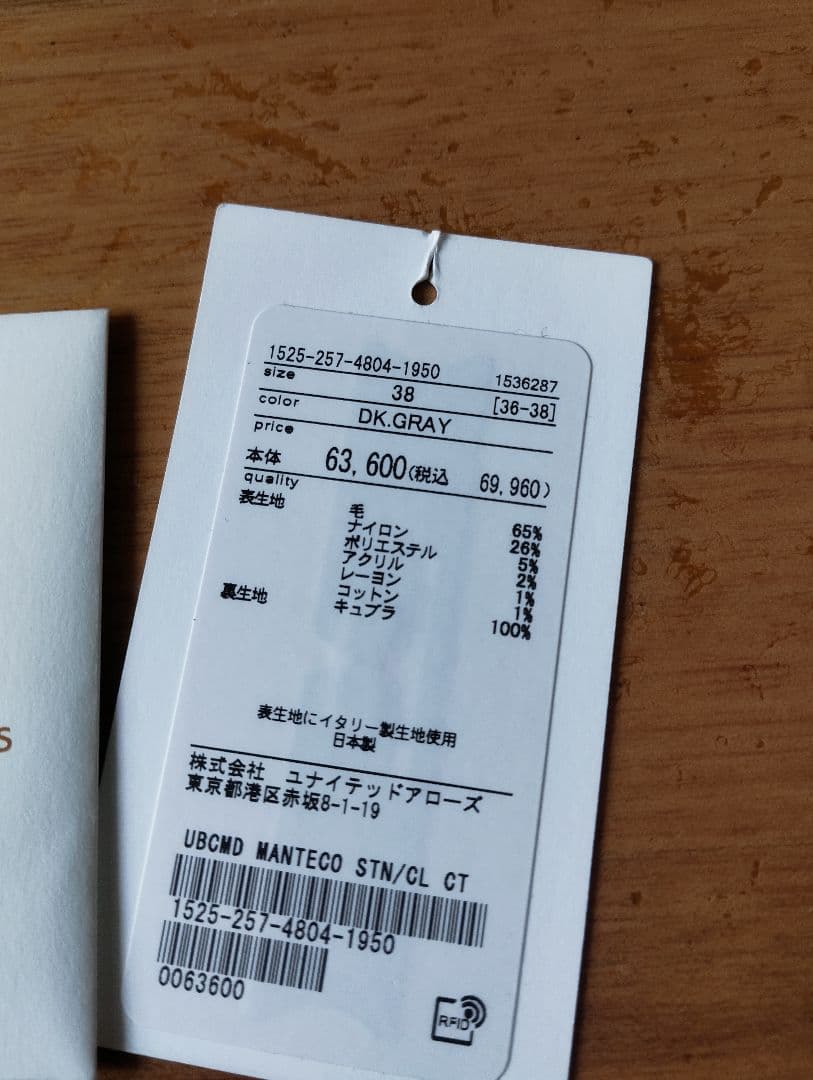 1525-257-4804-1950 1536287
size 38 [36-38]
color DK.GRAY
price
本体 63,600(税込 69,960)
quality
表生地 毛 65%
ナイロン 26%
ポリエステル 5%
アクリル 2%
レーヨン 1%
コットン 1%
裏生地 キュプラ 100%
表生地にイタリー製生地使用
日本製
株式会社 ユナイテッドアローズ
東京都港区赤坂8-1-19
UBCMD MANTECO STN/CL CT
1525-257-4804-1950
0063600
RFID
s